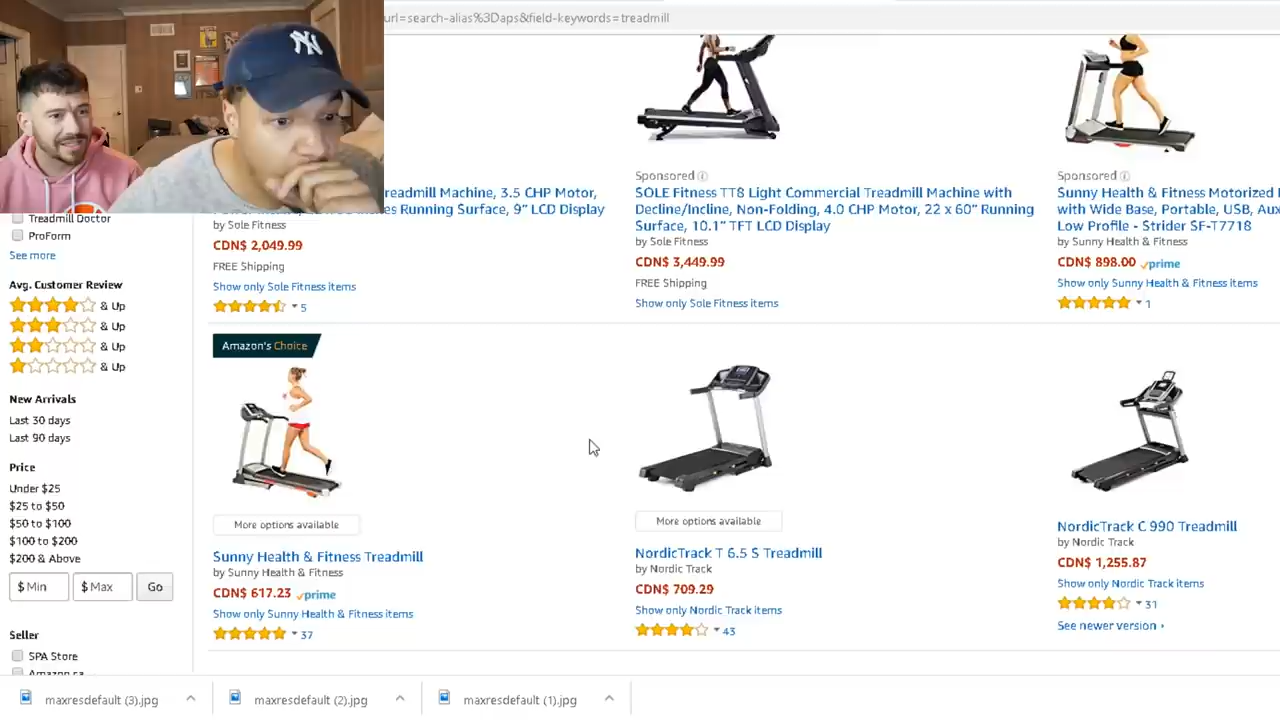 url=search-alias%3Daps&field-keywords=treadmill
NY
Treadmill Doctor
ProForm
See more
Avg. Customer Review
& Up
& Up
& Up
& Up
New Arrivals
Last 30 days
Last 90 days
Price
Under $25
$25 to $50
$50 to $100
$100 to $200
$200 & Above
$ Min
$ Max
Go
Seller
SPA Store
Amazon.ca
readmill Machine, 3.5 CHP Motor,
es Running Surface, 9” LCD Display
by Sole Fitness
CDN$ 2,049.99
FREE Shipping
Show only Sole Fitness items
5
Sponsored
SOLE Fitness TT8 Light Commercial Treadmill Machine with
Decline/Incline, Non-Folding, 4.0 CHP Motor, 22 x 60” Running
Surface, 10.1” TFT LCD Display
by Sole Fitness
CDN$ 3,449.99
FREE Shipping
Show only Sole Fitness items
Sponsored
Sunny Health & Fitness Motorized
with Wide Base, Portable, USB, Aux
Low Profile - Strider SF-T7718
by Sunny Health & Fitness
CDN$ 898.00 prime
Show only Sunny Health & Fitness items
1
Amazon's Choice
More options available
Sunny Health & Fitness Treadmill
by Sunny Health & Fitness
CDN$ 617.23 prime
Show only Sunny Health & Fitness items
37
More options available
NordicTrack T 6.5 S Treadmill
by Nordic Track
CDN$ 709.29
Show only Nordic Track items
43
NordicTrack C 990 Treadmill
by Nordic Track
CDN$ 1,255.87
Show only Nordic Track items
31
See newer version
maxresdefault (3).jpg
maxresdefault (2).jpg
maxresdefault (1).jpg